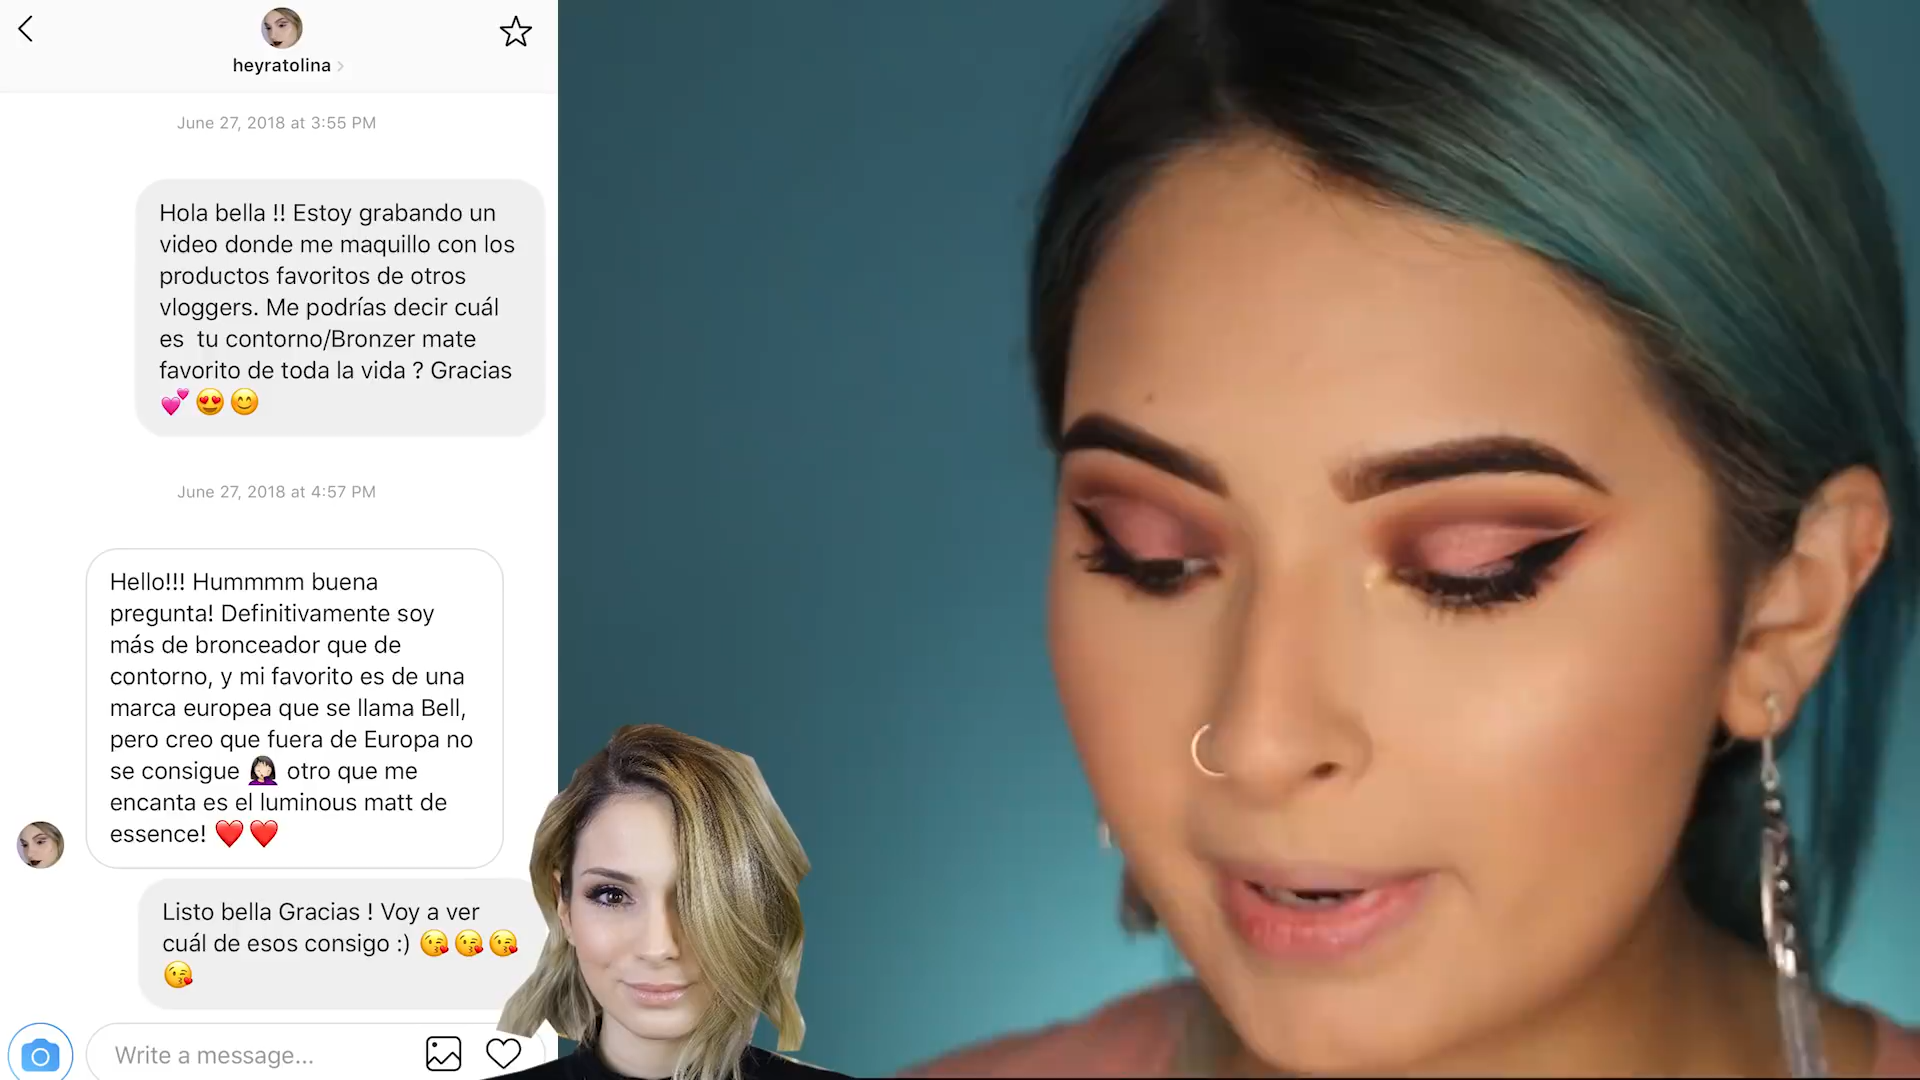 heyratolina
June 27, 2018 at 3:55 PM
Hola bella !! Estoy grabando un
video donde me maquillo con los
productos favoritos de otros
vloggers. Me podrías decir cuál
es  tu contorno/Bronzer mate
favorito de toda la vida ? Gracias
💕😍😊
June 27, 2018 at 4:57 PM
Hello!!! Hummmm buena
pregunta! Definitivamente soy
más de bronceador que de
contorno, y mi favorito es de una
marca europea que se llama Bell,
pero creo que fuera de Europa no
se consigue 🤦🏻‍♀️ otro que me
encanta es el luminous matt de
essence! ❤️❤️
Listo bella Gracias ! Voy a ver
cuál de esos consigo :) 😘😘😘
😘
Write a message...